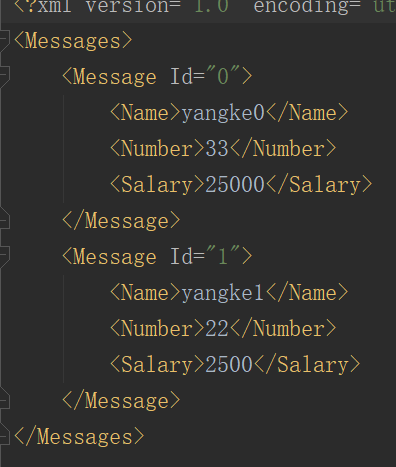 <?xml version="1.0" encoding="ut
<Messages>
<Message Id="0">
<Name>yangke0</Name>
<Number>33</Number>
<Salary>25000</Salary>
</Message>
<Message Id="1">
<Name>yangke1</Name>
<Number>22</Number>
<Salary>2500</Salary>
</Message>
</Messages>